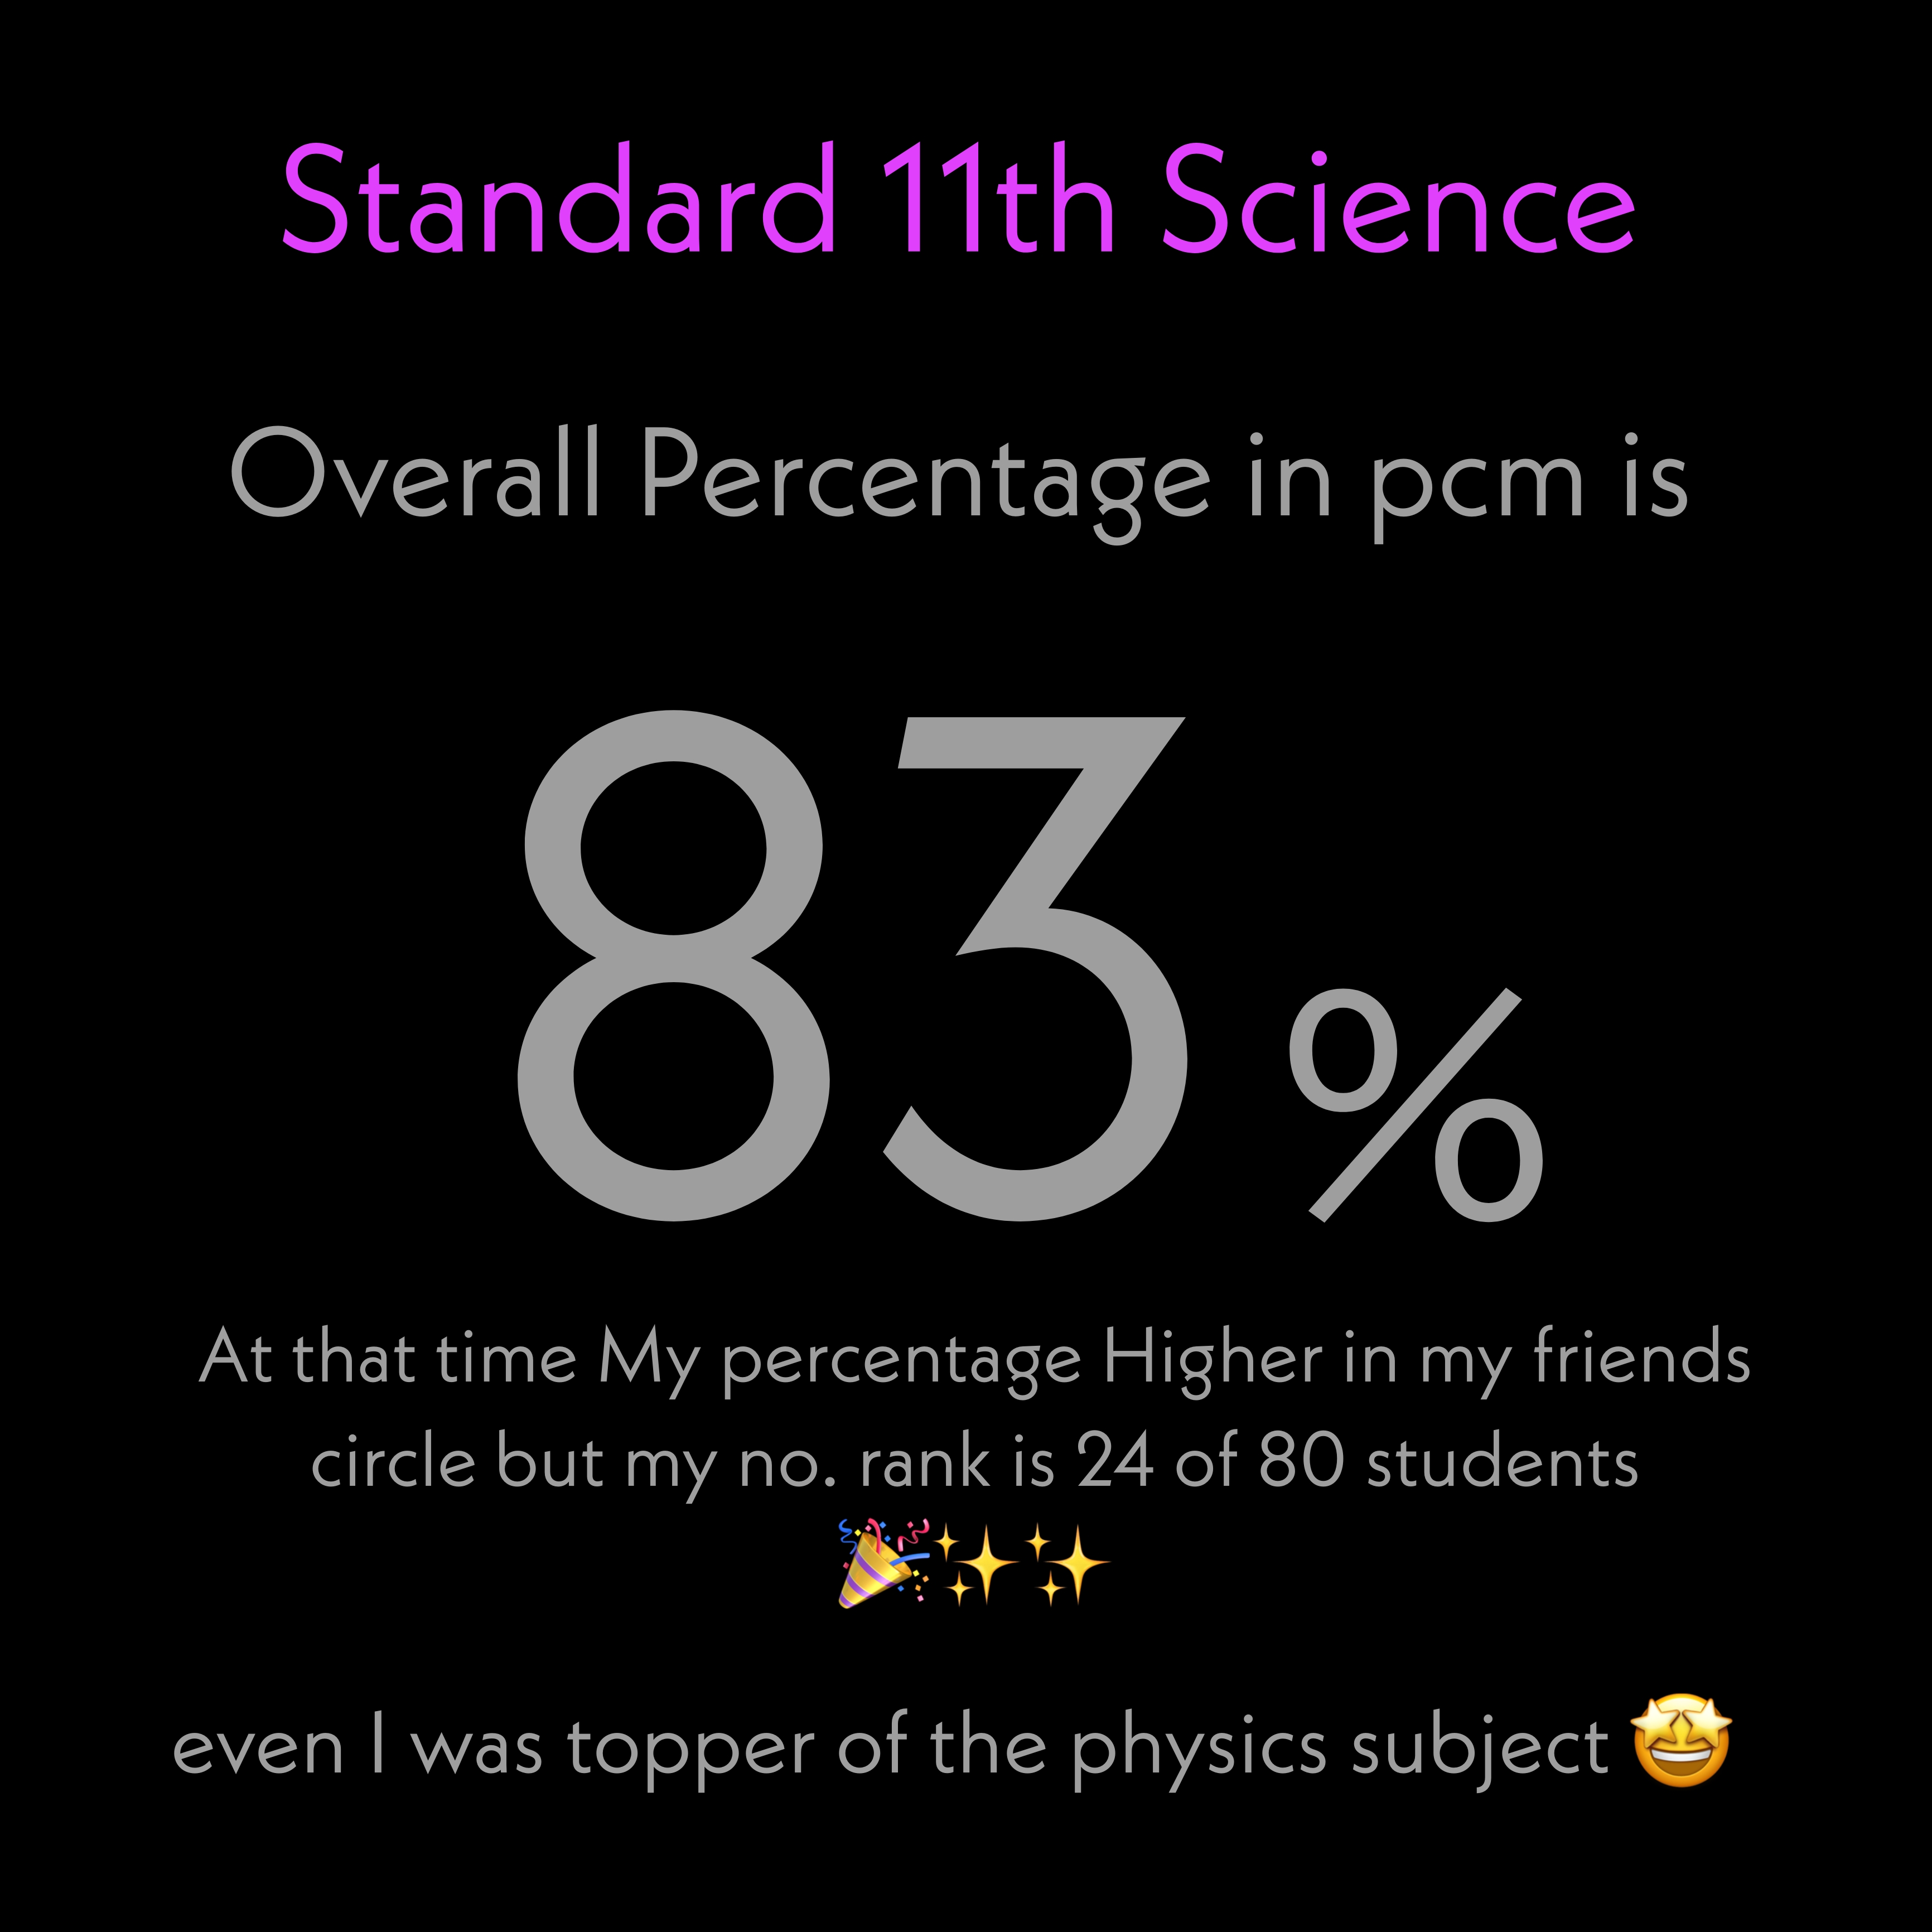 Standard 11th Science
Overall Percentage in pcm is
83 %
At that time My percentage Higher in my friends
circle but my no. rank is 24 of 80 students
🎉✨✨
even I was topper of the physics subject 🤩